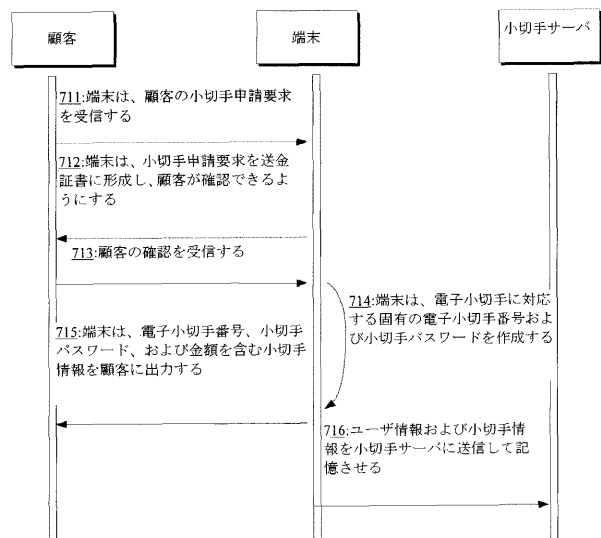 顧客
端末
小切手サーバ
711:端末は、顧客の小切手申請要求
を受信する
712:端末は、小切手申請要求を送金
証書に形成し、顧客が確認できるよ
うにする
713:顧客の確認を受信する
714:端末は、電子小切手に対応
する固有の電子小切手番号およ
び小切手パスワードを作成する
715:端末は、電子小切手番号、小切手
パスワード、および金額を含む小切手
情報を顧客に出力する
716:ユーザ情報および小切手情
報を小切手サーバに送信して記
憶させる